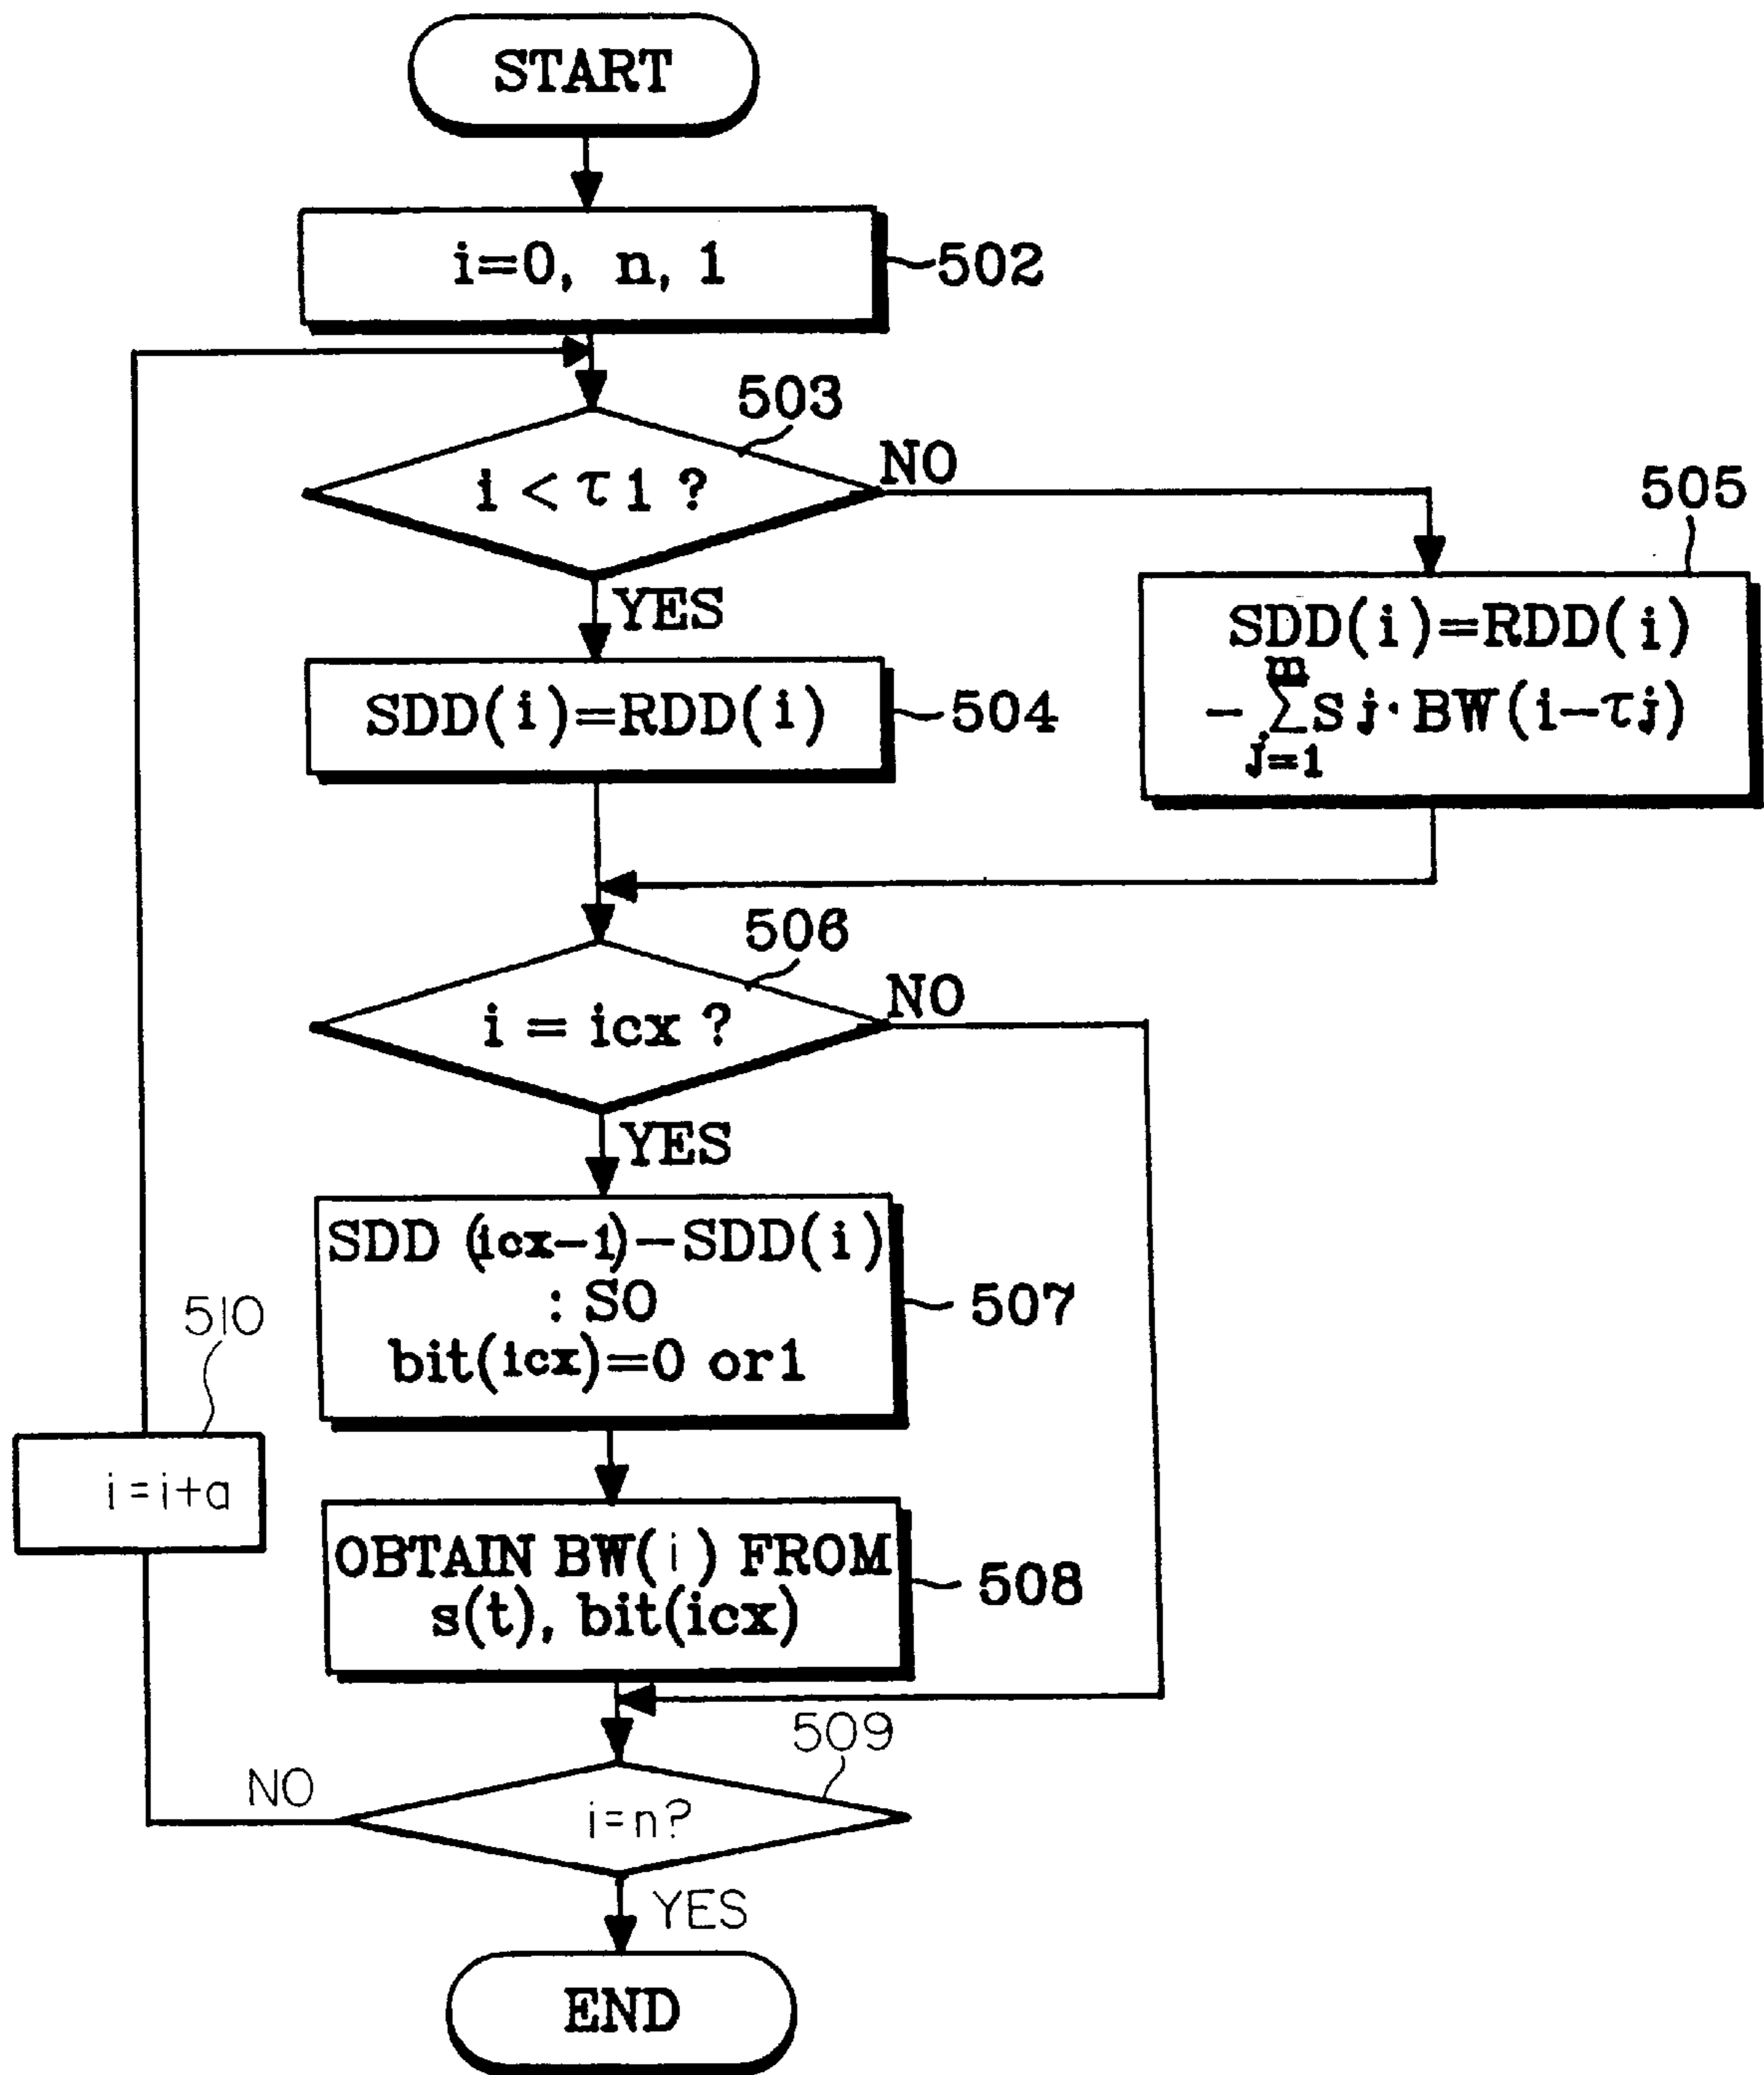 START
i=0, n, 1
502
503
i < τ1 ?
NO
YES
505
SDD(i)=RDD(i)
m
- ∑ Sj· BW(i-τj)
J=1
SDD(i)=RDD(i)
504
506
i = icx ?
NO
YES
SDD (icx-1)-SDD(i)
: SO
bit(icx)=0 or1
507
510
i=i+a
OBTAIN BW(i) FROM
s(t), bit(icx)
508
509
NO
i=n?
YES
END